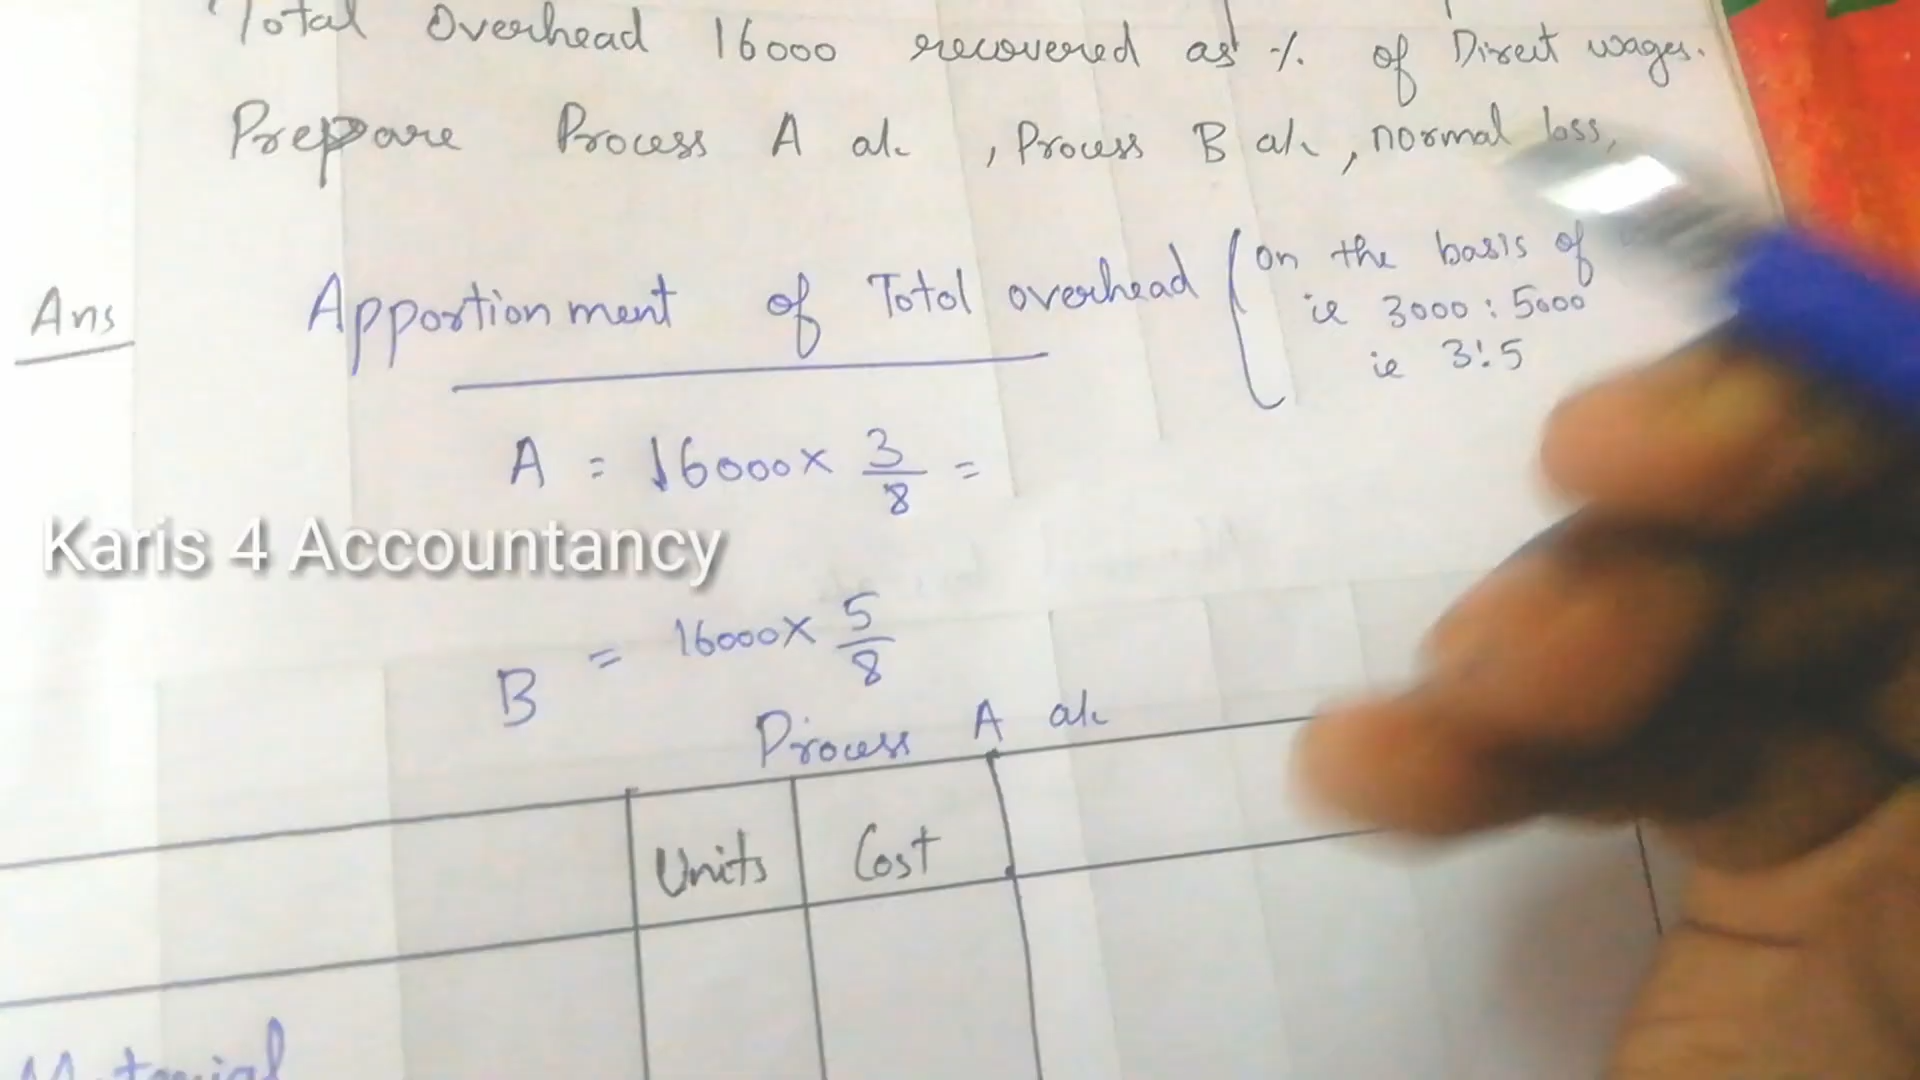 Total Overhead 16000 recovered as % of Direct wages.
Prepare Process A a/c , Process B a/c , normal loss,
Ans
Apportionment of Total overhead ( on the basis of
ie 3000 : 5000
ie 3:5
A = 16000 × 3/8 =
Karis 4 Accountancy
B = 16000 × 5/8
Process A a/c
Units Cost
Material